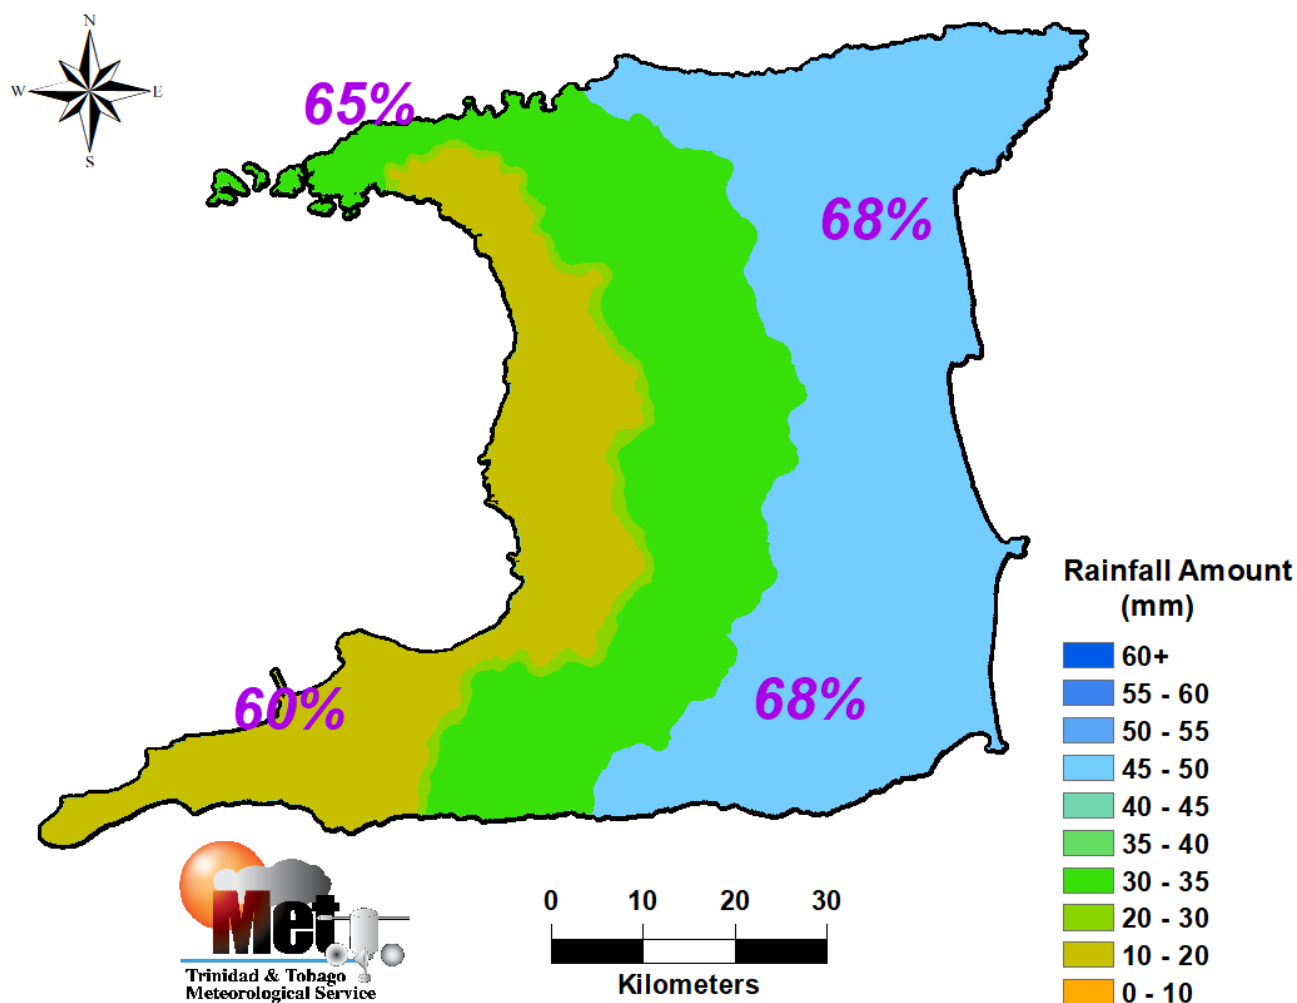 N
W E
S
65%
68%
60%
68%
Rainfall Amount
(mm)
60+
55 - 60
50 - 55
45 - 50
40 - 45
35 - 40
30 - 35
20 - 30
10 - 20
0 - 10
0 10 20 30
Kilometers
Met
Trinidad & Tobago
Meteorological Service